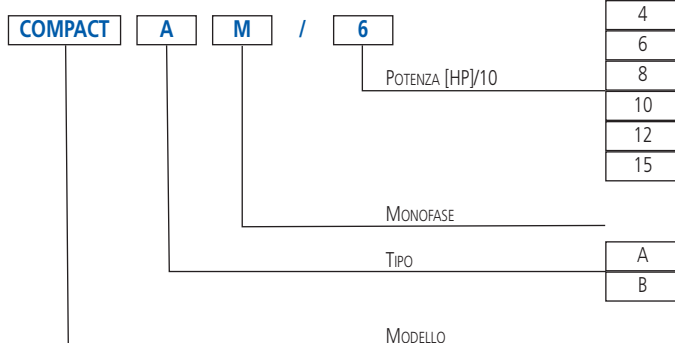 4
COMPACT A M / 6
6
Potenza [HP]/10
8
10
12
15
Monofase
Tipo
A
B
Modello